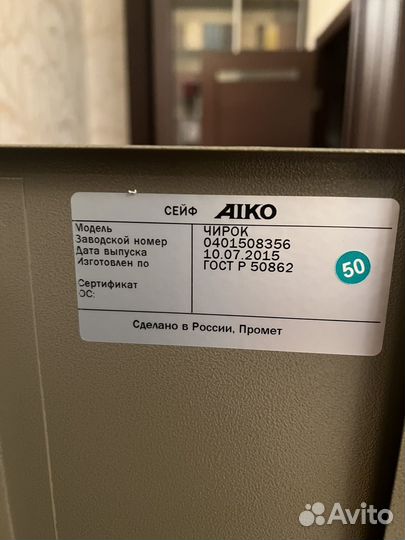 СЕЙФ AIKO
Модель ЧИРОК
Заводской номер 0401508356
Дата выпуска 10.07.2015
Изготовлен по ГОСТ Р 50862
50
Сертификат
ОС:
Сделано в России, Промет
Avito